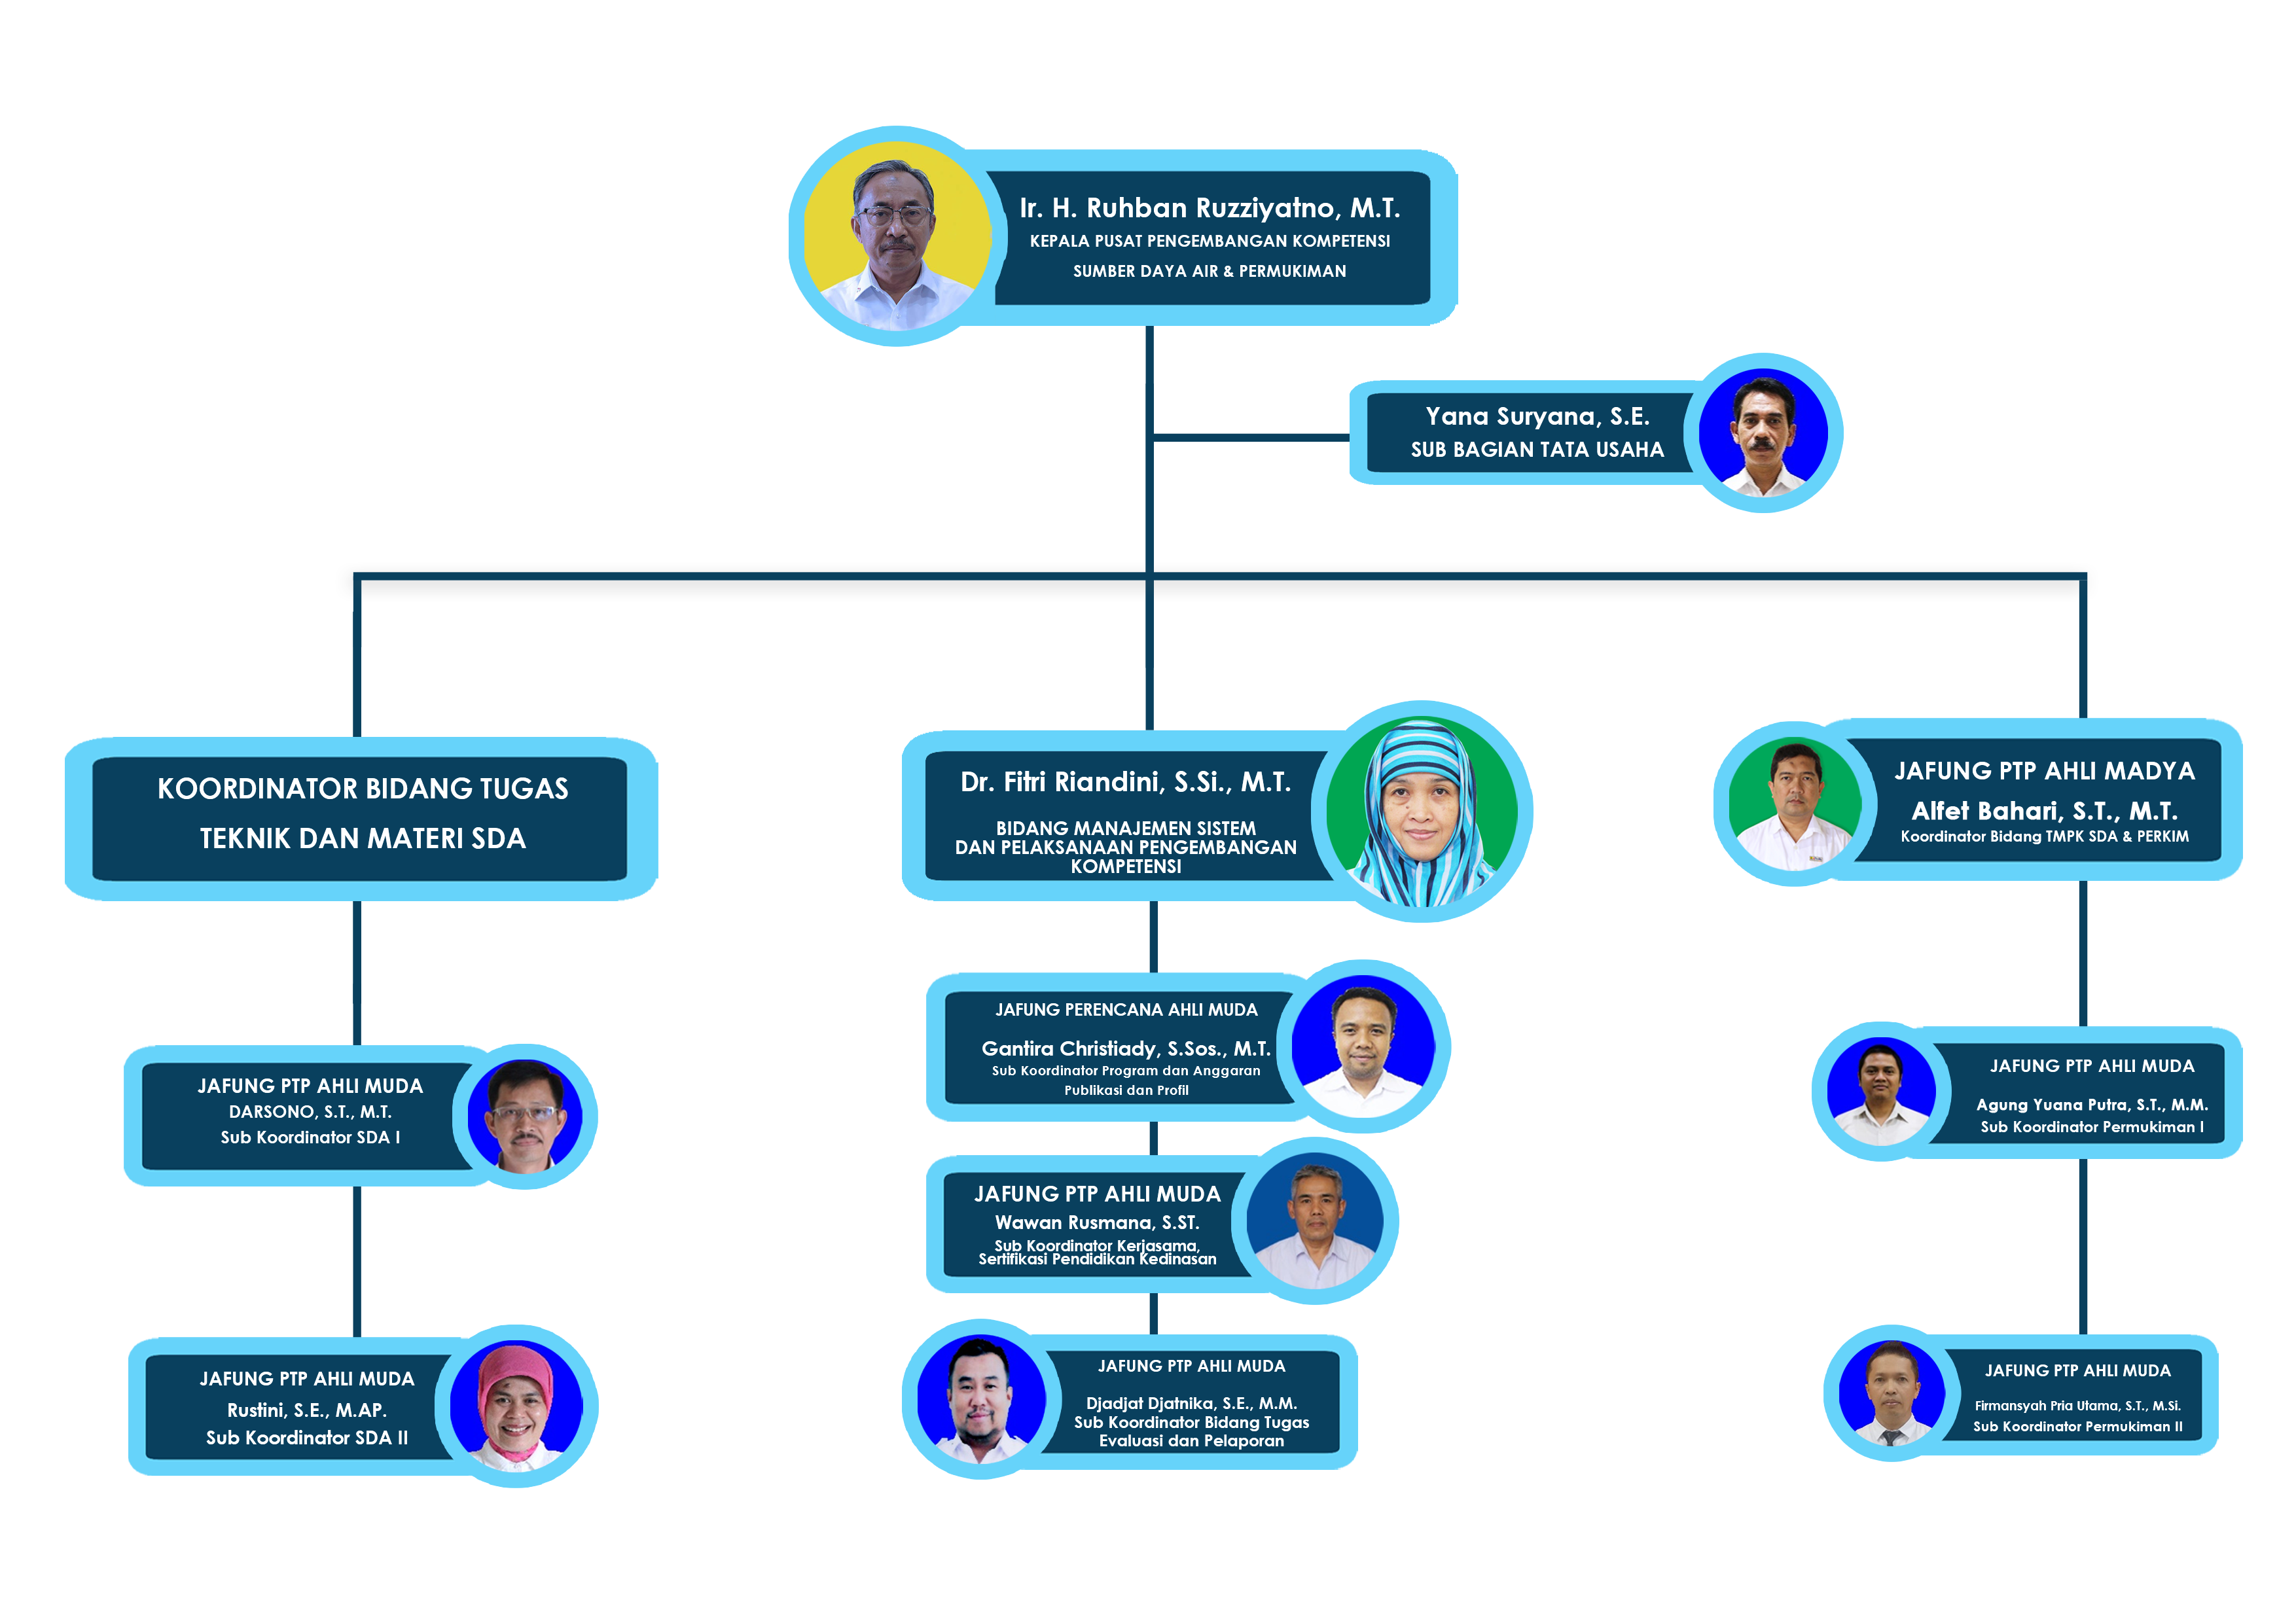 Ir. H. Ruhban Ruzziyatno, M.T.
KEPALA PUSAT PENGEMBANGAN KOMPETENSI
SUMBER DAYA AIR & PERMUKIMAN
Yana Suryana, S.E.
SUB BAGIAN TATA USAHA
KOORDINATOR BIDANG TUGAS
TEKNIK DAN MATERI SDA
JAFUNG PTP AHLI MUDA
DARSONO, S.T., M.T.
Sub Koordinator SDA I
JAFUNG PTP AHLI MUDA
Rustini, S.E., M.AP.
Sub Koordinator SDA II
Dr. Fitri Riandini, S.Si., M.T.
BIDANG MANAJEMEN SISTEM
DAN PELAKSANAAN PENGEMBANGAN
KOMPETENSI
JAFUNG PERENCANA AHLI MUDA
Gantira Christiady, S.Sos., M.T.
Sub Koordinator Program dan Anggaran
Publikasi dan Profil
JAFUNG PTP AHLI MUDA
Wawan Rusmana, S.ST.
Sub Koordinator Kerjasama,
Sertifikasi Pendidikan Kedinasan
JAFUNG PTP AHLI MUDA
Djadjat Djatnika, S.E., M.M.
Sub Koordinator Bidang Tugas
Evaluasi dan Pelaporan
JAFUNG PTP AHLI MADYA
Alfet Bahari, S.T., M.T.
Koordinator Bidang TMPK SDA & PERKIM
JAFUNG PTP AHLI MUDA
Agung Yuana Putra, S.T., M.M.
Sub Koordinator Permukiman I
JAFUNG PTP AHLI MUDA
Firmansyah Pria Utama, S.T., M.Si.
Sub Koordinator Permukiman II